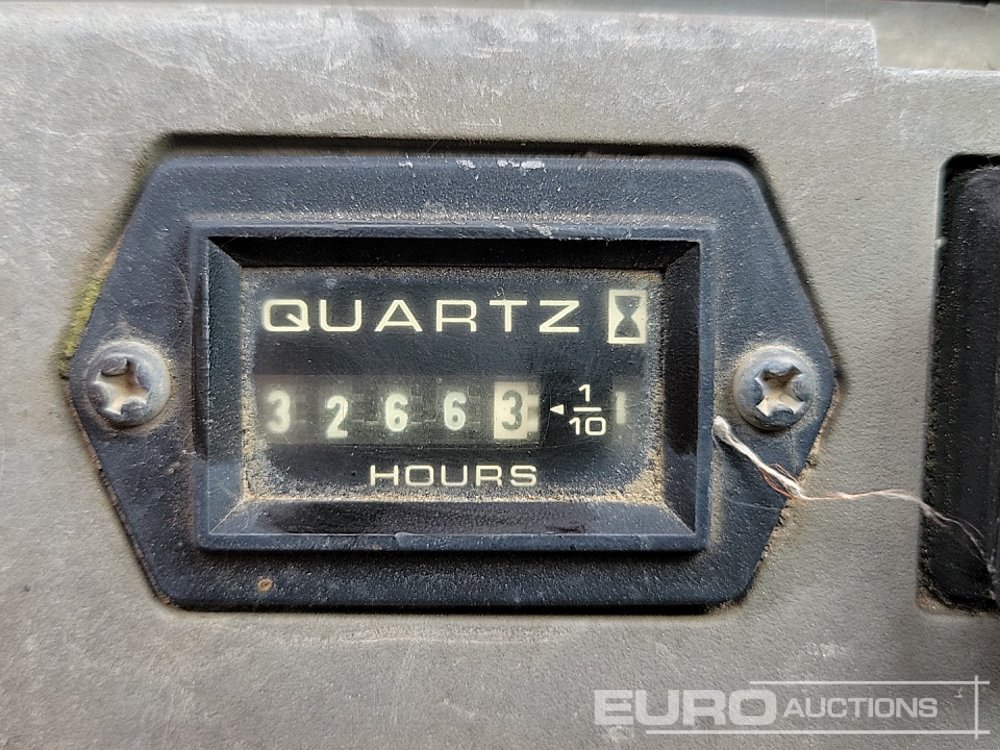 QUARTZ
3 2 6 6 3 ◄ 1/10
HOURS
EURO AUCTIONS